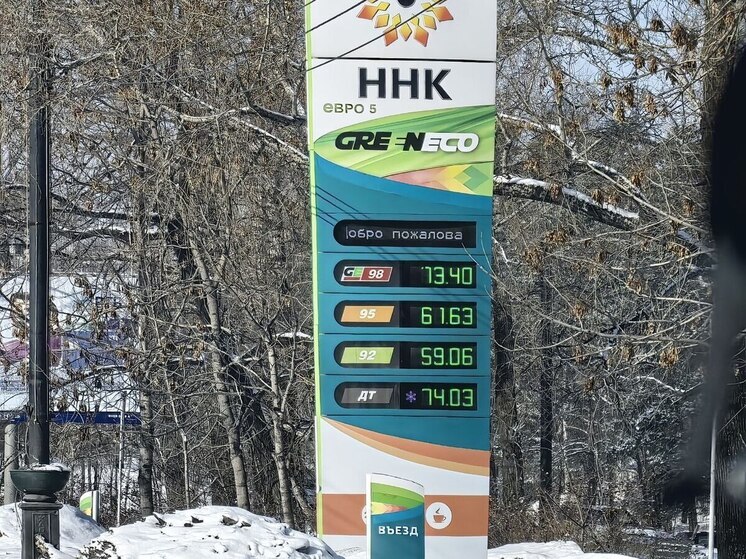 ННК
евро 5
GREENECO
обро пожалова
GE 98 73.40
95 61.63
92 59.06
ДТ 74.03
ВЪЕЗД